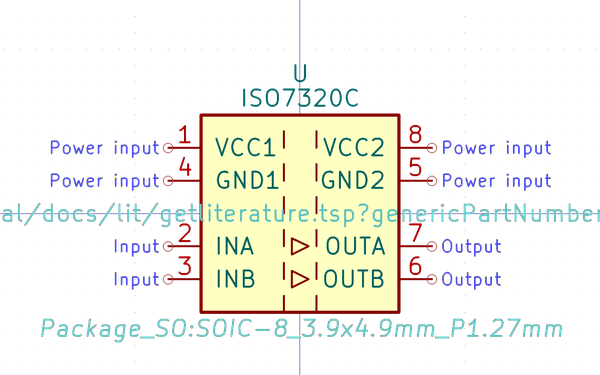 U
ISO7320C
Power input 1 VCC1 VCC2 8 Power input
Power input 4 GND1 GND2 5 Power input
al/docs/lit/getliterature.tsp?genericPartNumber
Input 2 INA OUTA 7 Output
Input 3 INB OUTB 6 Output
Package_SO:SOIC-8_3.9x4.9mm_P1.27mm